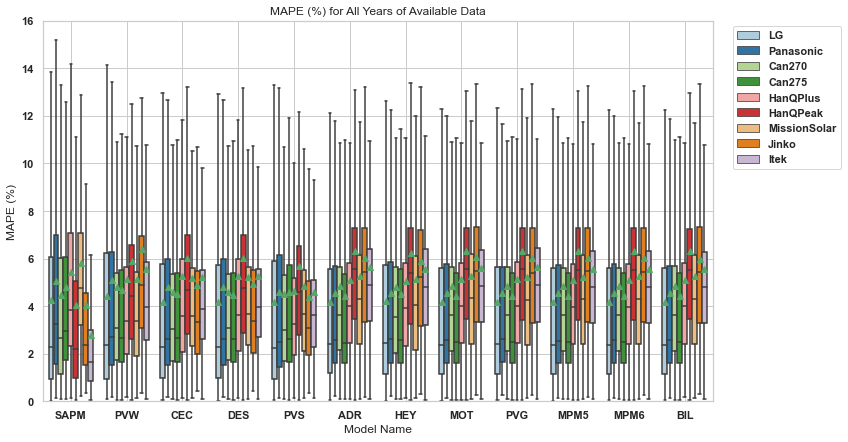 MAPE (%) for All Years of Available Data
16
14
12
10
8
6
4
2
0
MAPE (%)
SAPM PVW CEC DES PVS ADR HEY MOT PVG MPM5 MPM6 BIL
Model Name
LG
Panasonic
Can270
Can275
HanQPlus
HanQPeak
MissionSolar
Jinko
Itek